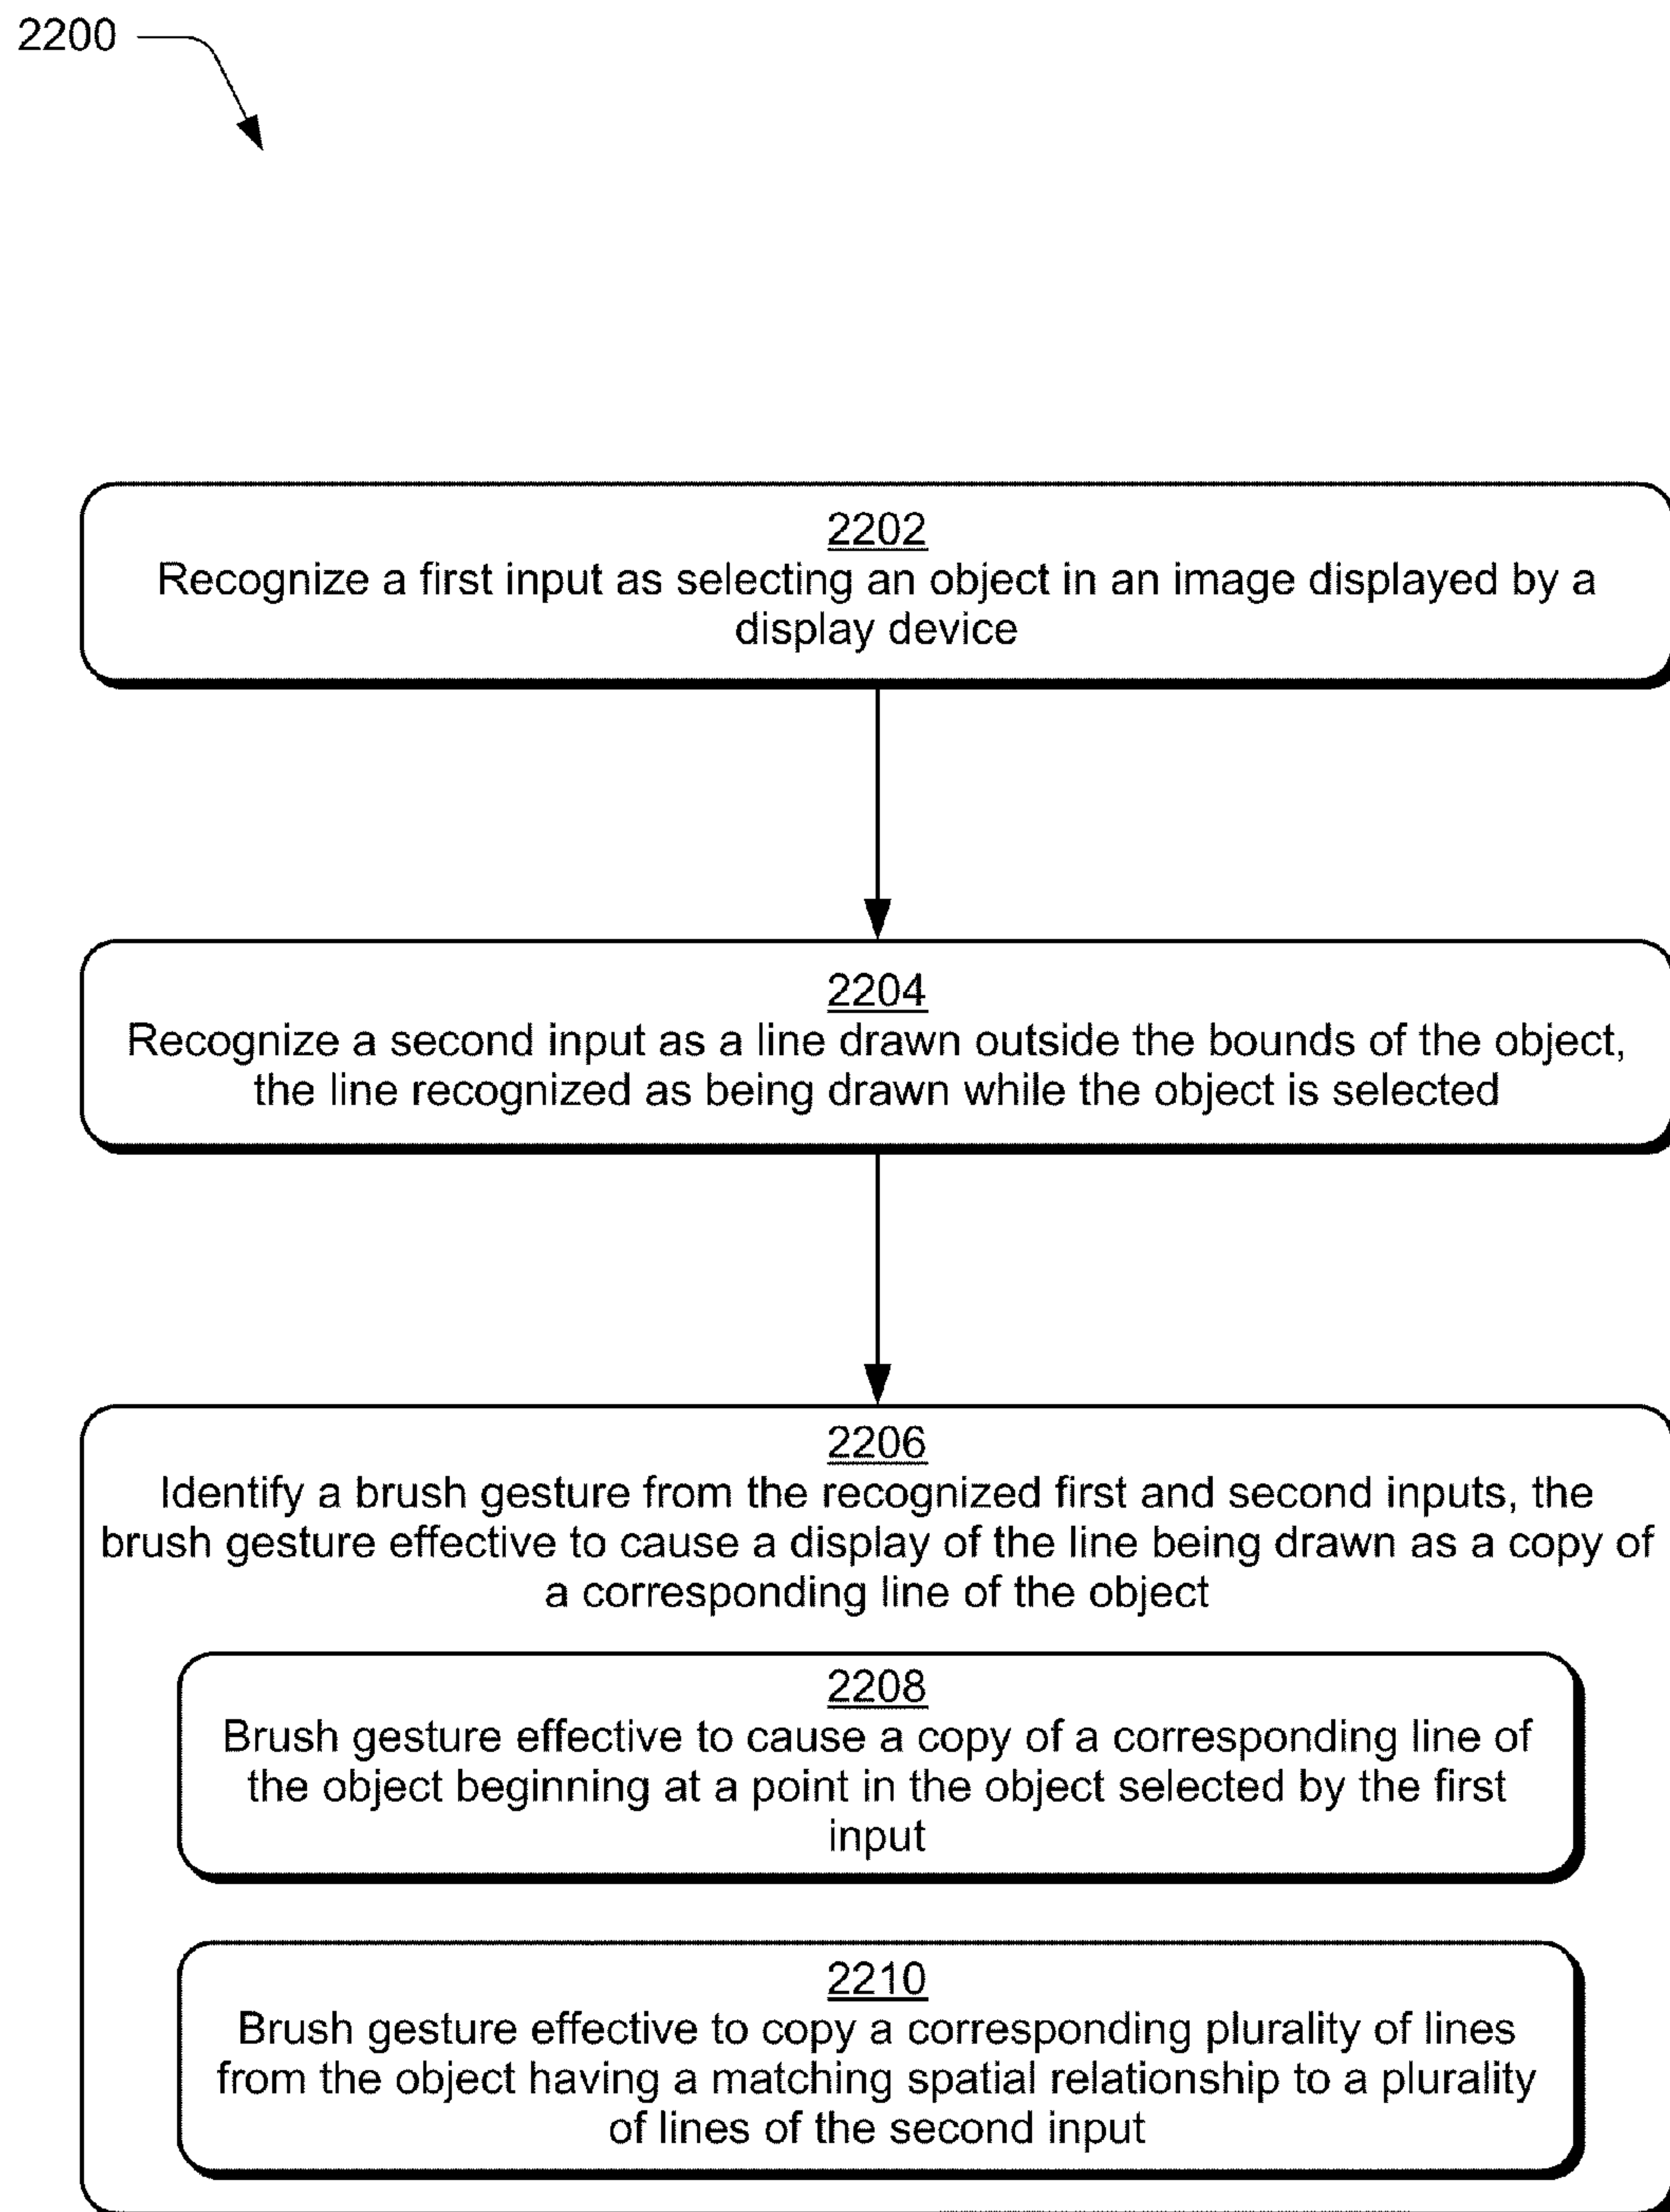 2200
2202
Recognize a first input as selecting an object in an image displayed by a
display device
2204
Recognize a second input as a line drawn outside the bounds of the object,
the line recognized as being drawn while the object is selected
2206
Identify a brush gesture from the recognized first and second inputs, the
brush gesture effective to cause a display of the line being drawn as a copy of
a corresponding line of the object
2208
Brush gesture effective to cause a copy of a corresponding line of
the object beginning at a point in the object selected by the first
input
2210
Brush gesture effective to copy a corresponding plurality of lines
from the object having a matching spatial relationship to a plurality
of lines of the second input